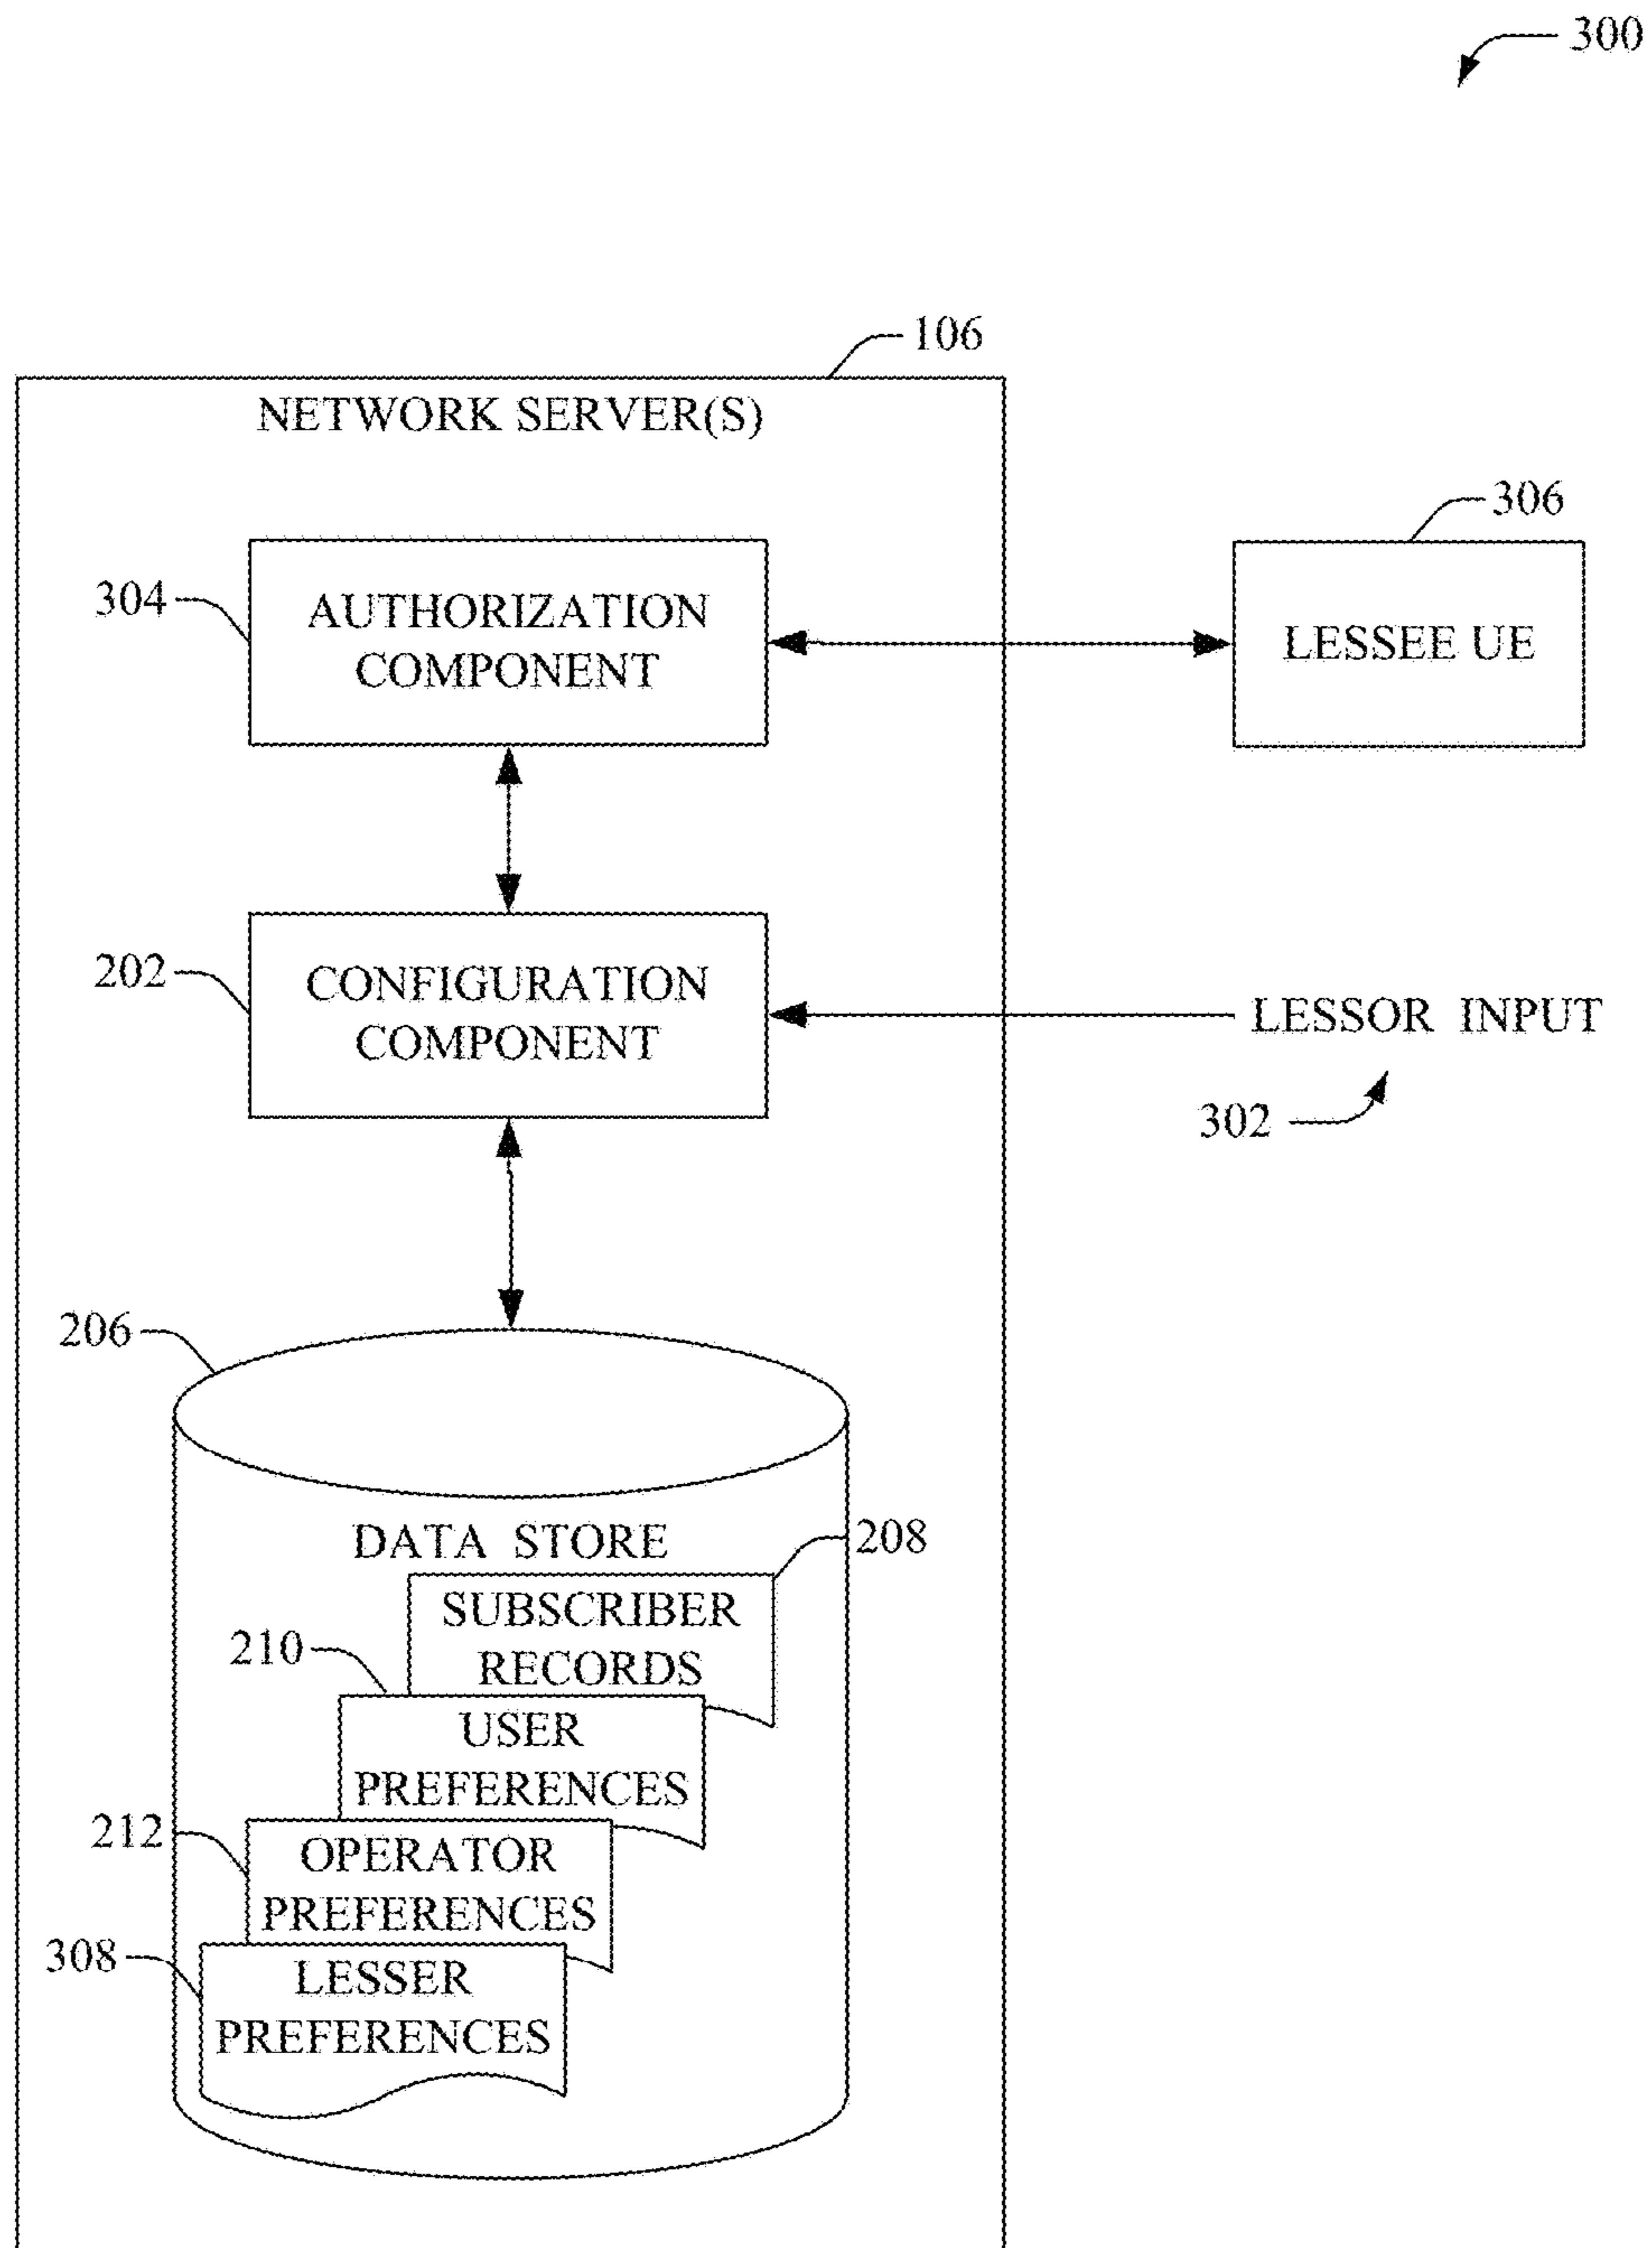 300
106
NETWORK SERVER(S)
306
304
AUTHORIZATION
COMPONENT
LESSEE UE
202
CONFIGURATION
COMPONENT
LESSOR INPUT
302
206
DATA STORE
208
SUBSCRIBER
RECORDS
210
USER
PREFERENCES
212
OPERATOR
PREFERENCES
308
LESSER
PREFERENCES